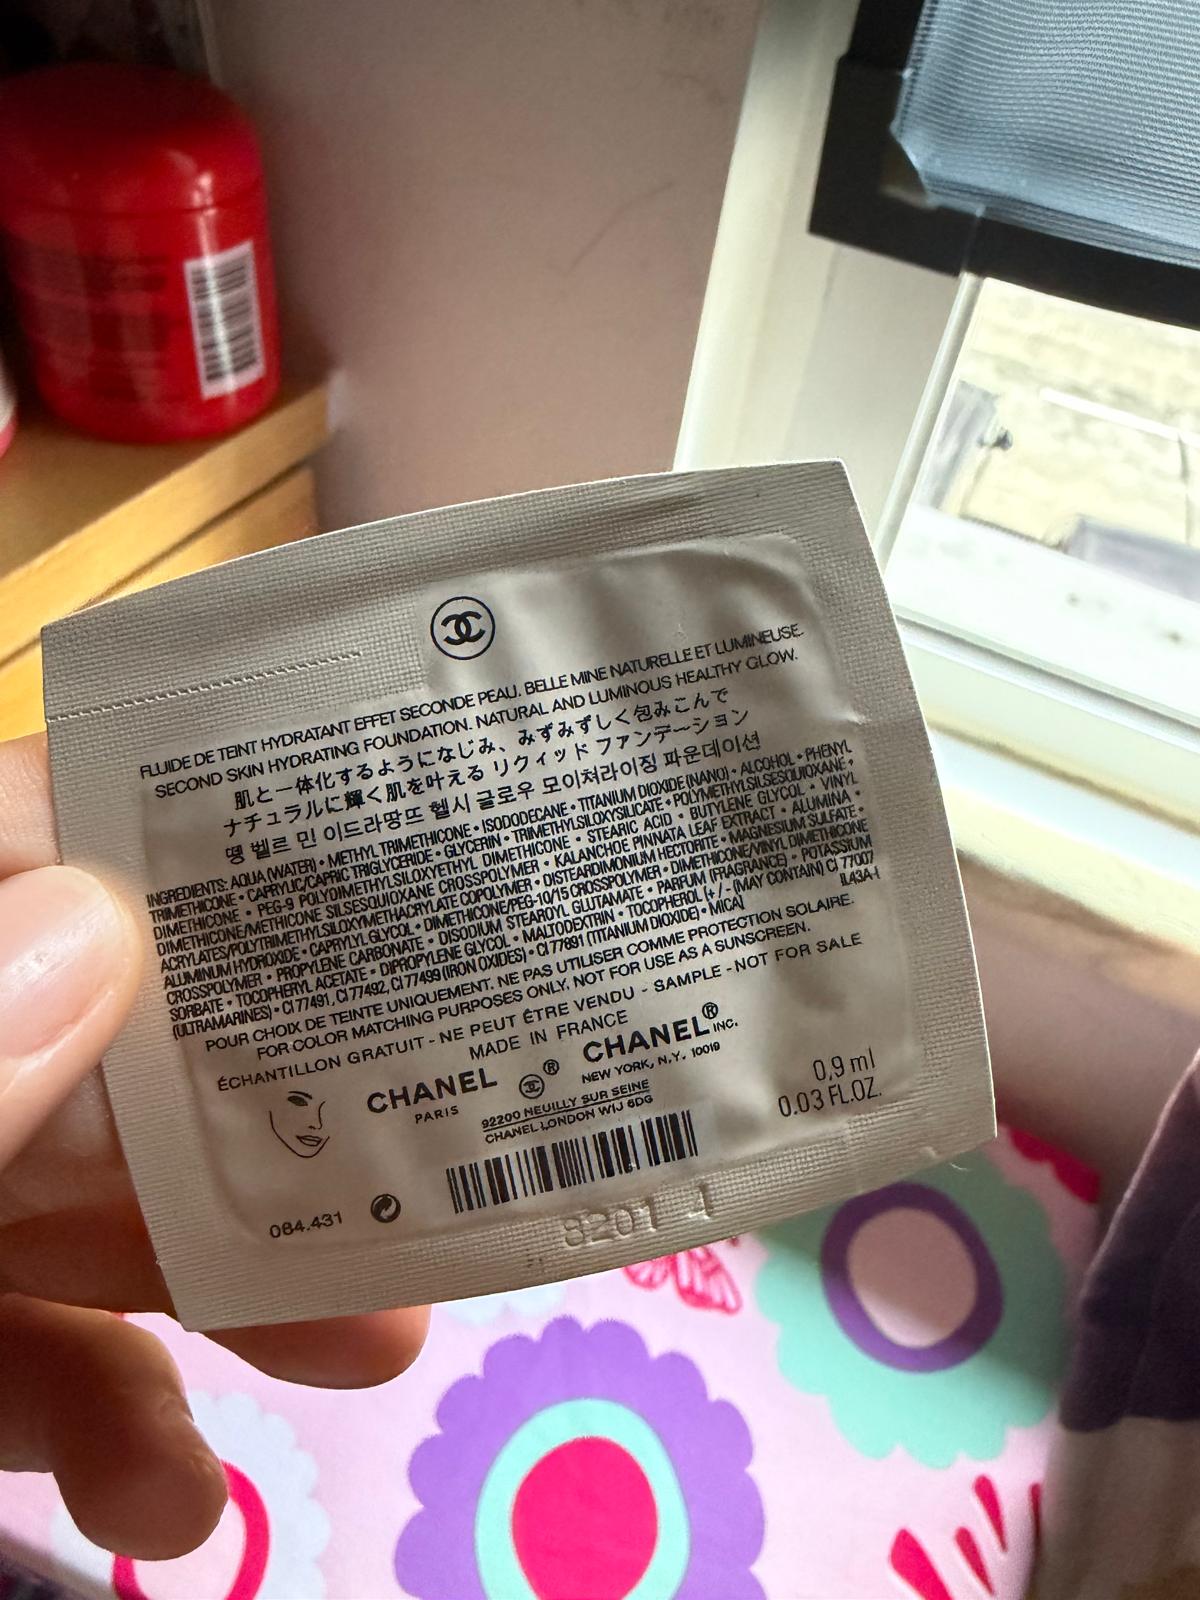 FLUIDE DE TEINT HYDRATANT EFFET SECONDE PEAU. BELLE MINE NATURELLE ET LUMINEUSE.
SECOND SKIN HYDRATING FOUNDATION. NATURAL AND LUMINOUS HEALTHY GLOW.
肌と一体化するようになじみ、みずみずしく包みこんで
ナチュラルに輝く肌を叶える リクィッド ファンデーション
땡 벨르 민 이드라땅뜨 헬시 글로우 모이쳐라이징 파운데이션
INGREDIENTS: AQUA (WATER) • METHYL TRIMETHICONE • ISODODECANE • TITANIUM DIOXIDE [NANO] • ALCOHOL • PHENYL
TRIMETHICONE • CAPRYLIC/CAPRIC TRIGLYCERIDE • GLYCERIN • TRIMETHYLSILOXYSILICATE • POLYMETHYLSILSESQUIOXANE •
DIMETHICONE • PEG-9 POLYDIMETHYLSILOXYETHYL DIMETHICONE • STEARIC ACID • BUTYLENE GLYCOL • VINYL
DIMETHICONE/METHICONE SILSESQUIOXANE CROSSPOLYMER • KALANCHOE PINNATA LEAF EXTRACT • ALUMINA •
ACRYLATES/POLYTRIMETHYLSILOXYMETHACRYLATE COPOLYMER • DISTEARDIMONIUM HECTORITE • MAGNESIUM SULFATE •
ALUMINUM HYDROXIDE • CAPRYLYL GLYCOL • DIMETHICONE/PEG-10/15 CROSSPOLYMER • DIMETHICONE/VINYL DIMETHICONE
CROSSPOLYMER • PROPYLENE CARBONATE • DISODIUM STEAROYL GLUTAMATE • PARFUM (FRAGRANCE) • POTASSIUM
SORBATE • TOCOPHERYL ACETATE • DIPROPYLENE GLYCOL • MALTODEXTRIN • TOCOPHEROL [+/- (MAY CONTAIN) CI 77007
(ULTRAMARINES) • CI 77491, CI 77492, CI 77499 (IRON OXIDES) • CI 77891 (TITANIUM DIOXIDE) • MICA]
IL43A-1
POUR CHOIX DE TEINTE UNIQUEMENT. NE PAS UTILISER COMME PROTECTION SOLAIRE.
FOR COLOR MATCHING PURPOSES ONLY. NOT FOR USE AS A SUNSCREEN.
ÉCHANTILLON GRATUIT - NE PEUT ÊTRE VENDU - SAMPLE - NOT FOR SALE
MADE IN FRANCE
CHANEL
PARIS
®
CHANEL® INC.
NEW YORK, N.Y. 10019
92200 NEUILLY SUR SEINE
CHANEL LONDON W1J 6DG
0,9 ml
0.03 FL.OZ.
084.431
8201 1